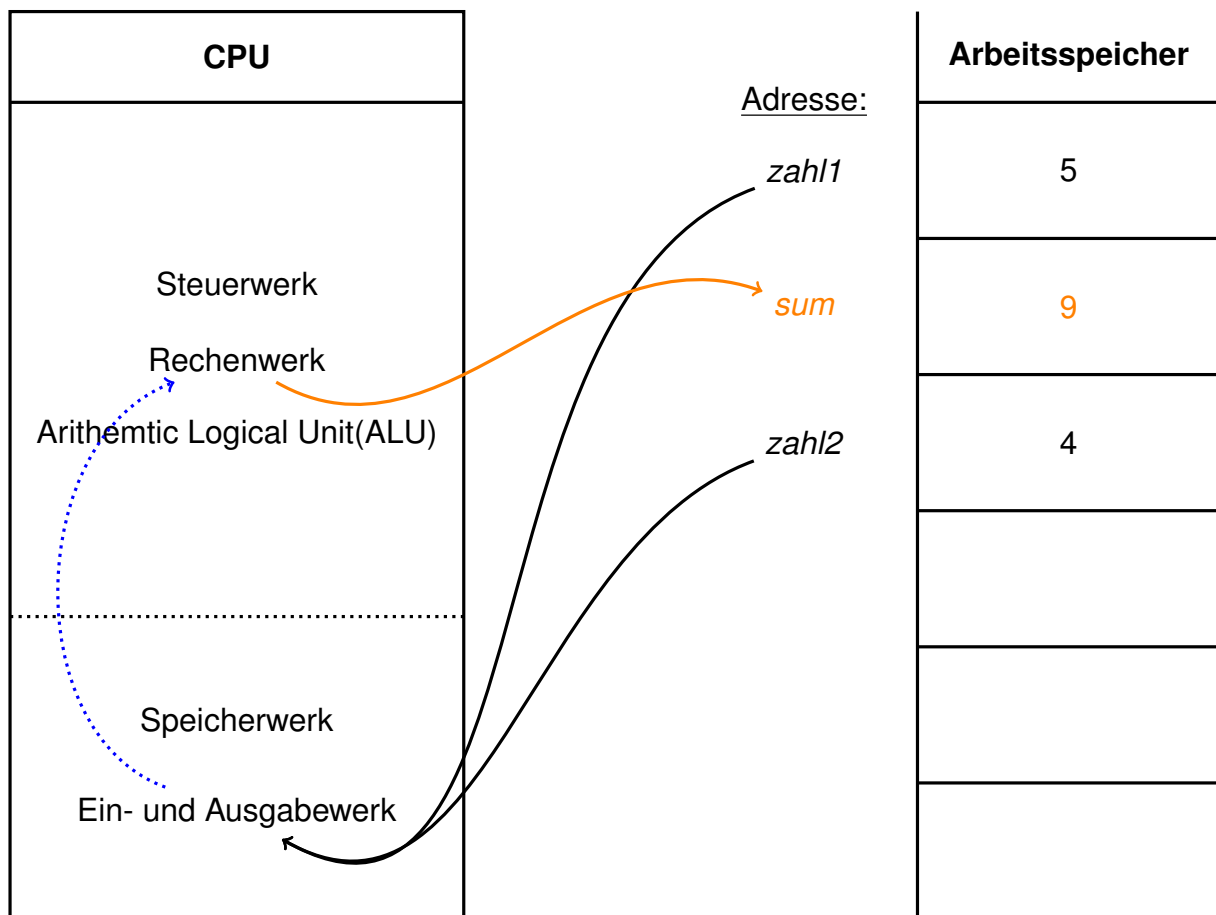 CPU
Steuerwerk
Rechenwerk
Arithemtic Logical Unit(ALU)
Speicherwerk
Ein- und Ausgabewerk
Adresse:
zahl1
sum
zahl2
Arbeitsspeicher
5
9
4